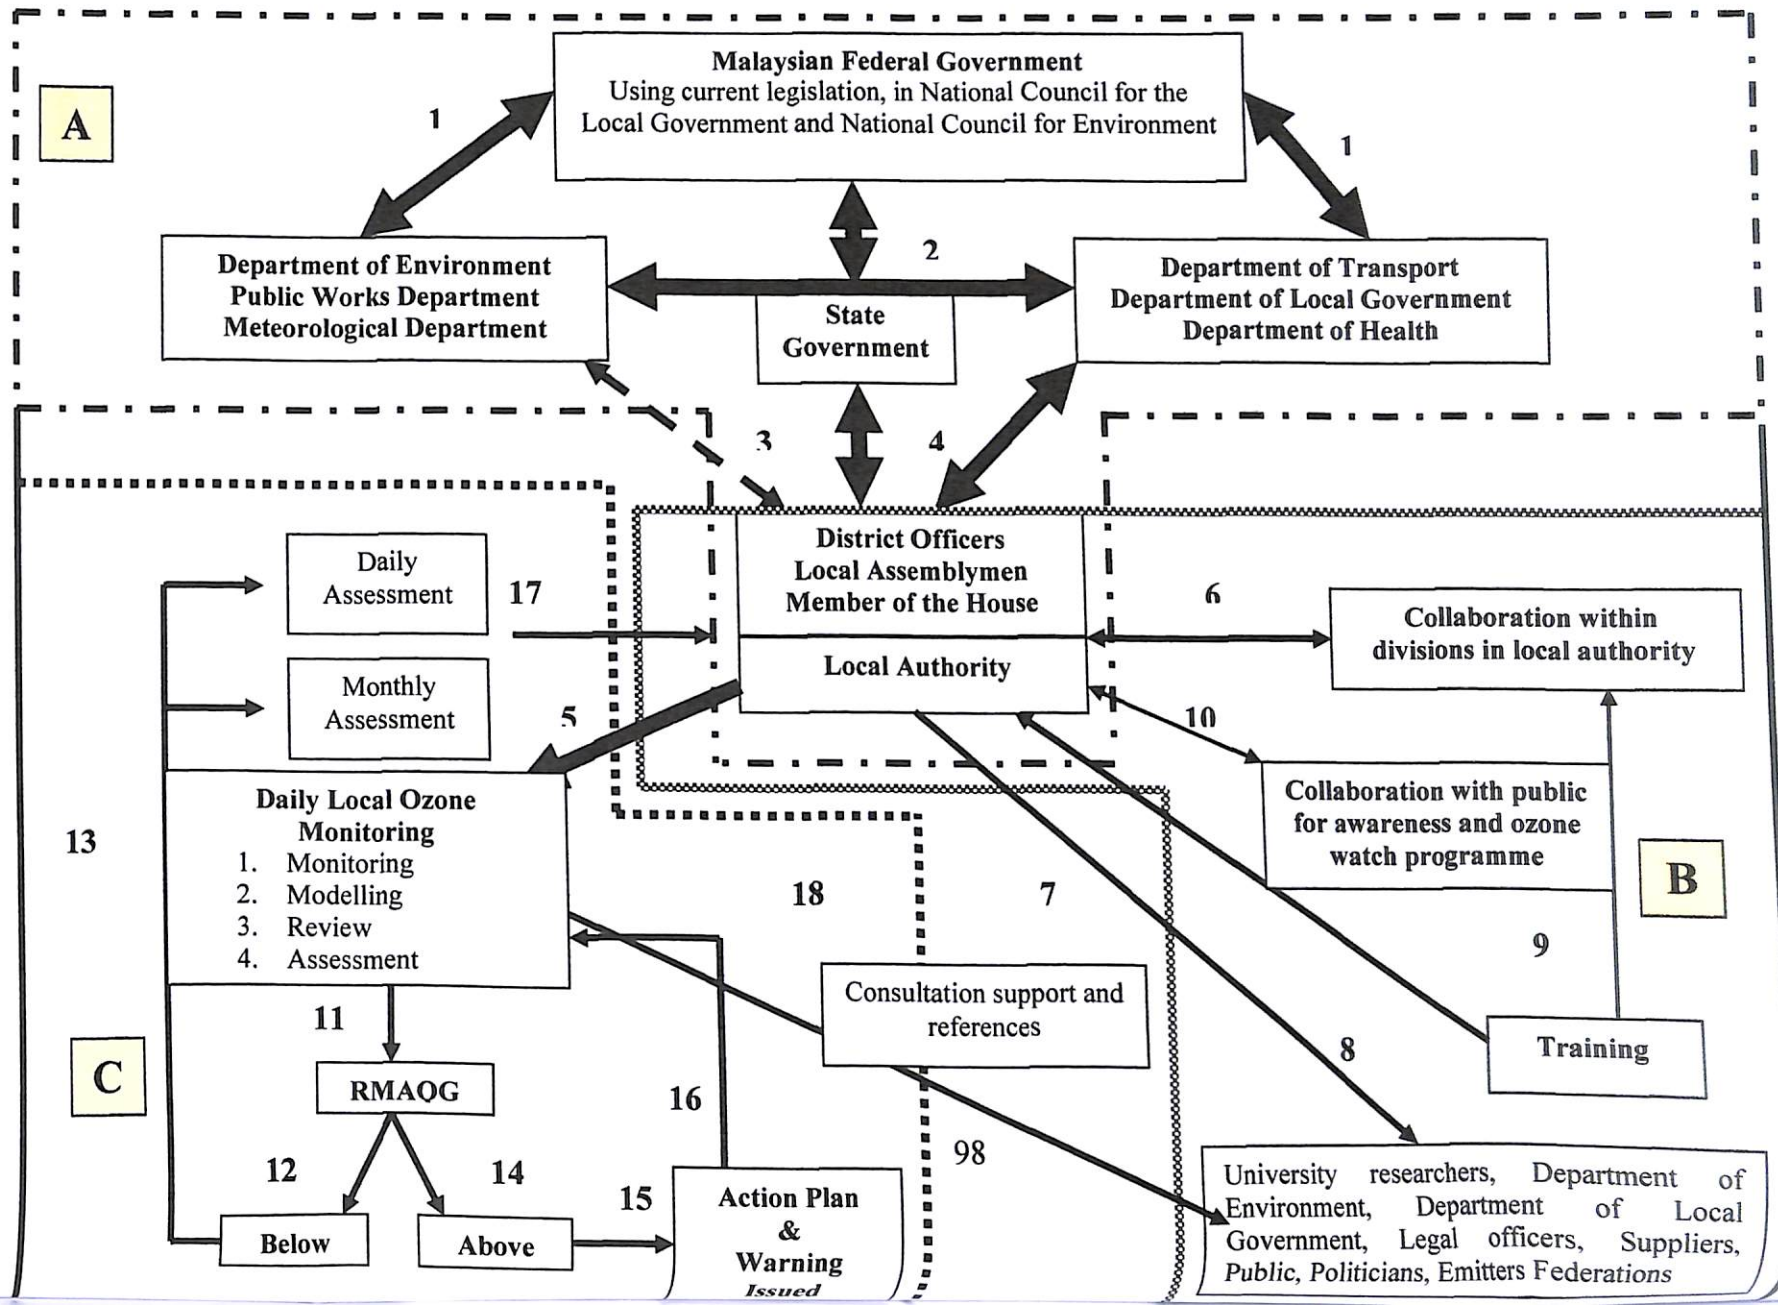 A
Malaysian Federal Government
Using current legislation, in National Council for the
Local Government and National Council for Environment
1
1
Department of Environment
Public Works Department
Meteorological Department
2
State
Government
Department of Transport
Department of Local Government
Department of Health
3
4
Daily
Assessment
17
District Officers
Local Assemblymen
Member of the House
Local Authority
6
Collaboration within
divisions in local authority
Monthly
Assessment
5
10
Daily Local Ozone
Monitoring
1. Monitoring
2. Modelling
3. Review
4. Assessment
13
Collaboration with public
for awareness and ozone
watch programme
B
18
7
9
Consultation support and
references
11
C
RMAQG
16
8
Training
12
14
98
15
Below
Above
Action Plan
&
Warning
Issued
University researchers, Department of
Environment, Department of Local
Government, Legal officers, Suppliers,
Public, Politicians, Emitters Federations